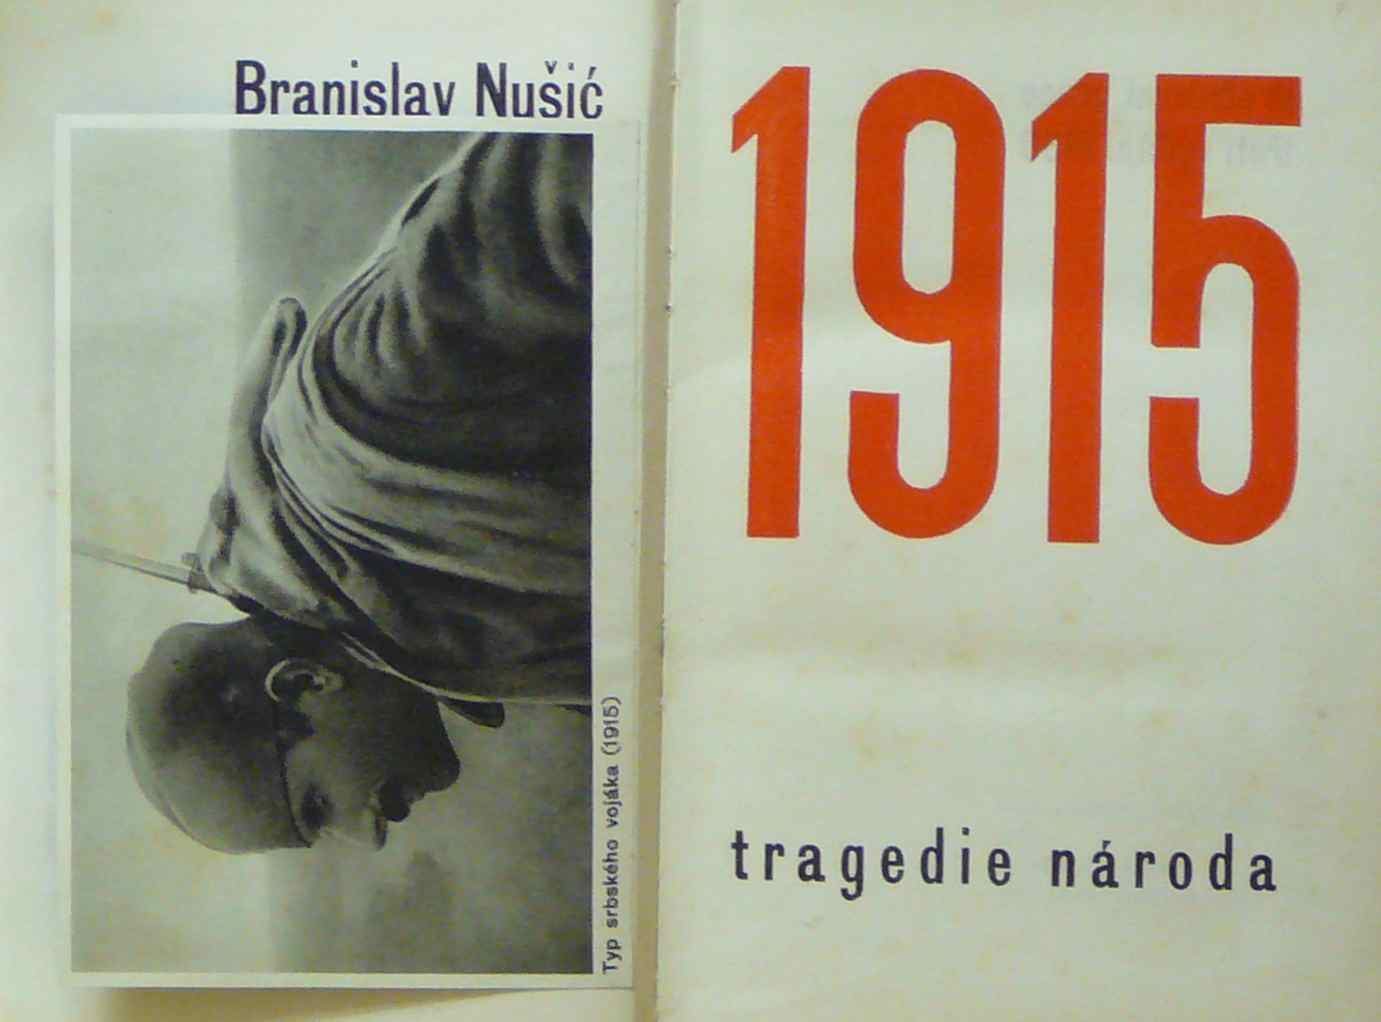 Branislav Nušić
Typ srbského vojáka (1915)
1915
tragedie národa